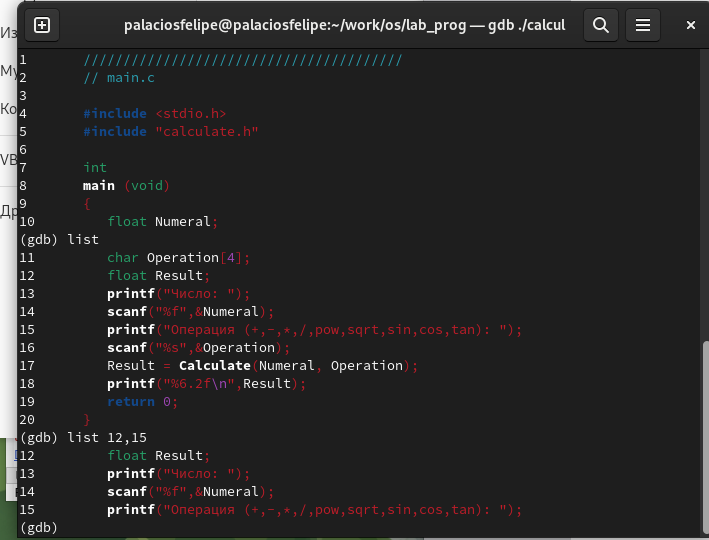 palaciosfelipe@palaciosfelipe:~/work/os/lab_prog — gdb ./calcul
1 ////////////////////////////////////////
2 // main.c
3
4 #include <stdio.h>
5 #include "calculate.h"
6
7 int
8 main (void)
9 {
10 float Numeral;
(gdb) list
11 char Operation[4];
12 float Result;
13 printf("Число: ");
14 scanf("%f",&Numeral);
15 printf("Операция (+,-,*,/,pow,sqrt,sin,cos,tan): ");
16 scanf("%s",&Operation);
17 Result = Calculate(Numeral, Operation);
18 printf("%6.2f\n",Result);
19 return 0;
20 }
(gdb) list 12,15
12 float Result;
13 printf("Число: ");
14 scanf("%f",&Numeral);
15 printf("Операция (+,-,*,/,pow,sqrt,sin,cos,tan): ");
(gdb)
Из
Му
Ко
VB
Др